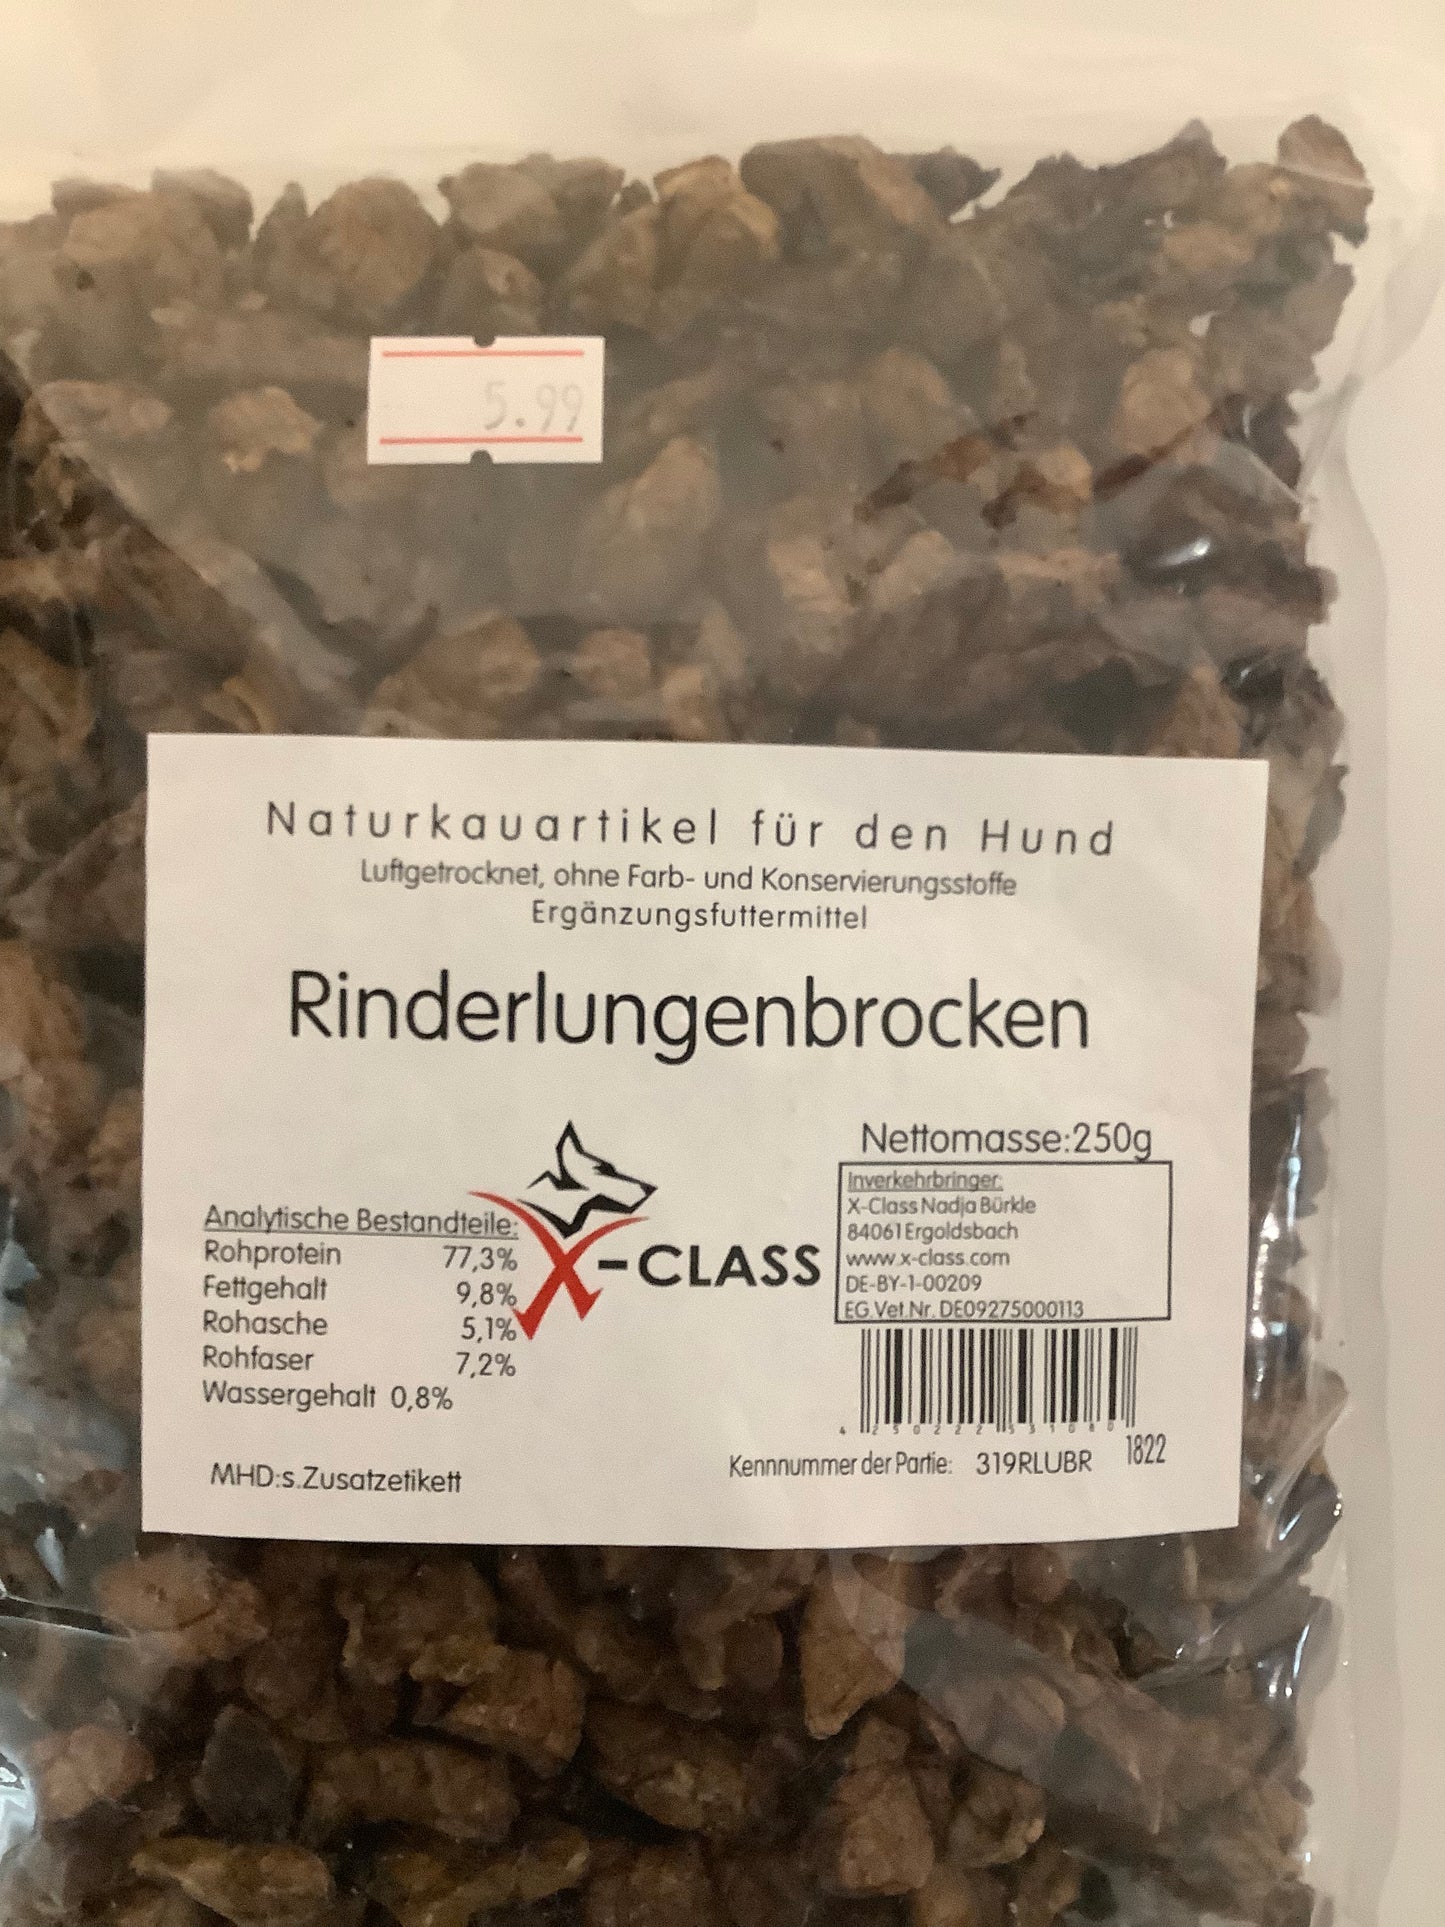 5.99
Naturkauartikel für den Hund
Luftgetrocknet, ohne Farb- und Konservierungsstoffe
Ergänzungsfuttermittel
Rinderlungenbrocken
Nettomasse:250g
Inverkehrbringer:
X-Class Nadja Bürkle
84061 Ergoldsbach
www.x-class.com
DE-BY-1-00209
EG.Vet.Nr. DE09275000113
X-CLASS
Analytische Bestandteile:
Rohprotein 77,3%
Fettgehalt 9,8%
Rohasche 5,1%
Rohfaser 7,2%
Wassergehalt 0,8%
MHD:s.Zusatzetikett
Kennnummer der Partie: 319RLUBR 1822